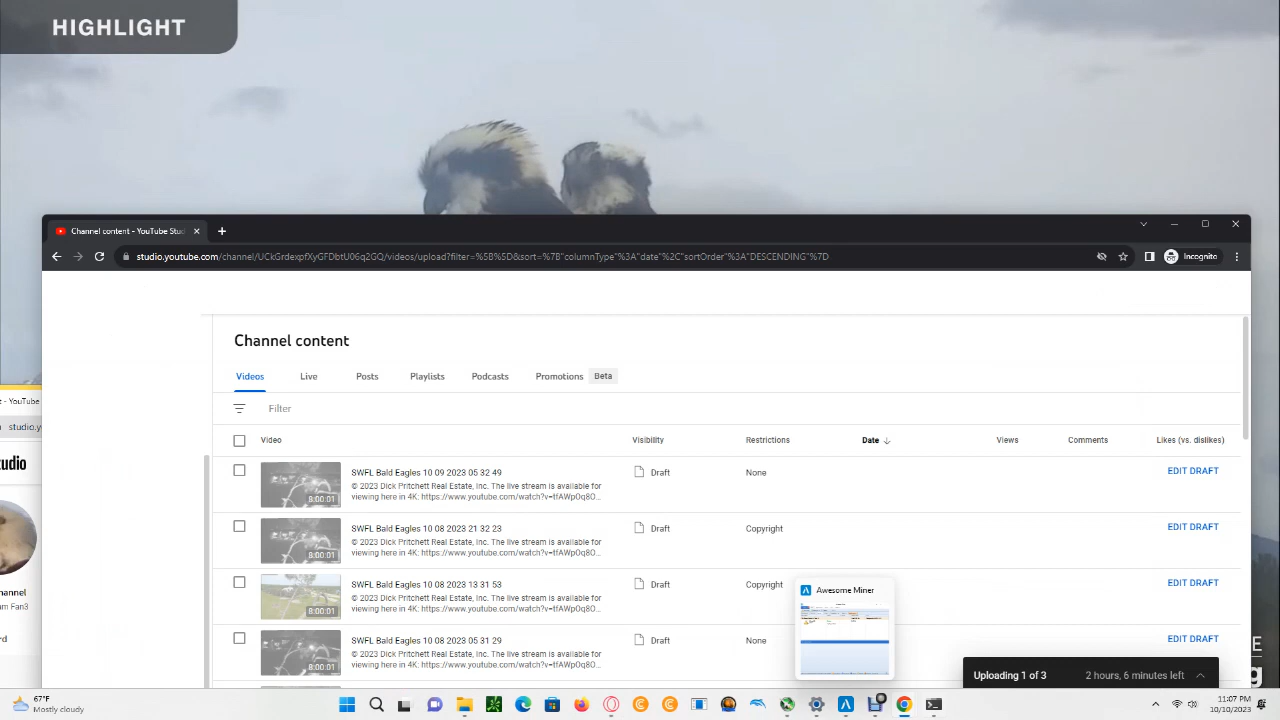 HIGHLIGHT
Channel content - YouTube Stud
studio.youtube.com/channel/UCkGrdexpfXyGFDbtU06q2GQ/videos/upload?filter=%5B%5D&sort=%7B"columnType"%3A"date"%2C"sortOrder"%3A"DESCENDING"%7D
Incognito
Channel content
Videos Live Posts Playlists Podcasts Promotions Beta
- YouTube
Filter
studio.y
Video Visibility Restrictions Date Views Comments Likes (vs. dislikes)
tudio
SWFL Bald Eagles 10 09 2023 05 32 49 Draft None EDIT DRAFT
© 2023 Dick Pritchett Real Estate, Inc. The live stream is available for
viewing here in 4K: https://www.youtube.com/watch?v=tfAWpOq8O...
8:00:01
SWFL Bald Eagles 10 08 2023 21 32 23 Draft Copyright EDIT DRAFT
© 2023 Dick Pritchett Real Estate, Inc. The live stream is available for
viewing here in 4K: https://www.youtube.com/watch?v=tfAWpOq8O...
8:00:01
SWFL Bald Eagles 10 08 2023 13 31 53 Draft Copyright EDIT DRAFT
© 2023 Dick Pritchett Real Estate, Inc. The live stream is available for
viewing here in 4K: https://www.youtube.com/watch?v=tfAWpOq8O...
8:00:01
Awesome Miner
annel
am Fan3
SWFL Bald Eagles 10 08 2023 05 31 29 Draft None EDIT DRAFT
© 2023 Dick Pritchett Real Estate, Inc. The live stream is available for
viewing here in 4K: https://www.youtube.com/watch?v=tfAWpOq8O...
8:00:01
rd
E
g
Uploading 1 of 3 2 hours, 6 minutes left
67°F
Mostly cloudy
11:07 PM
10/10/2023